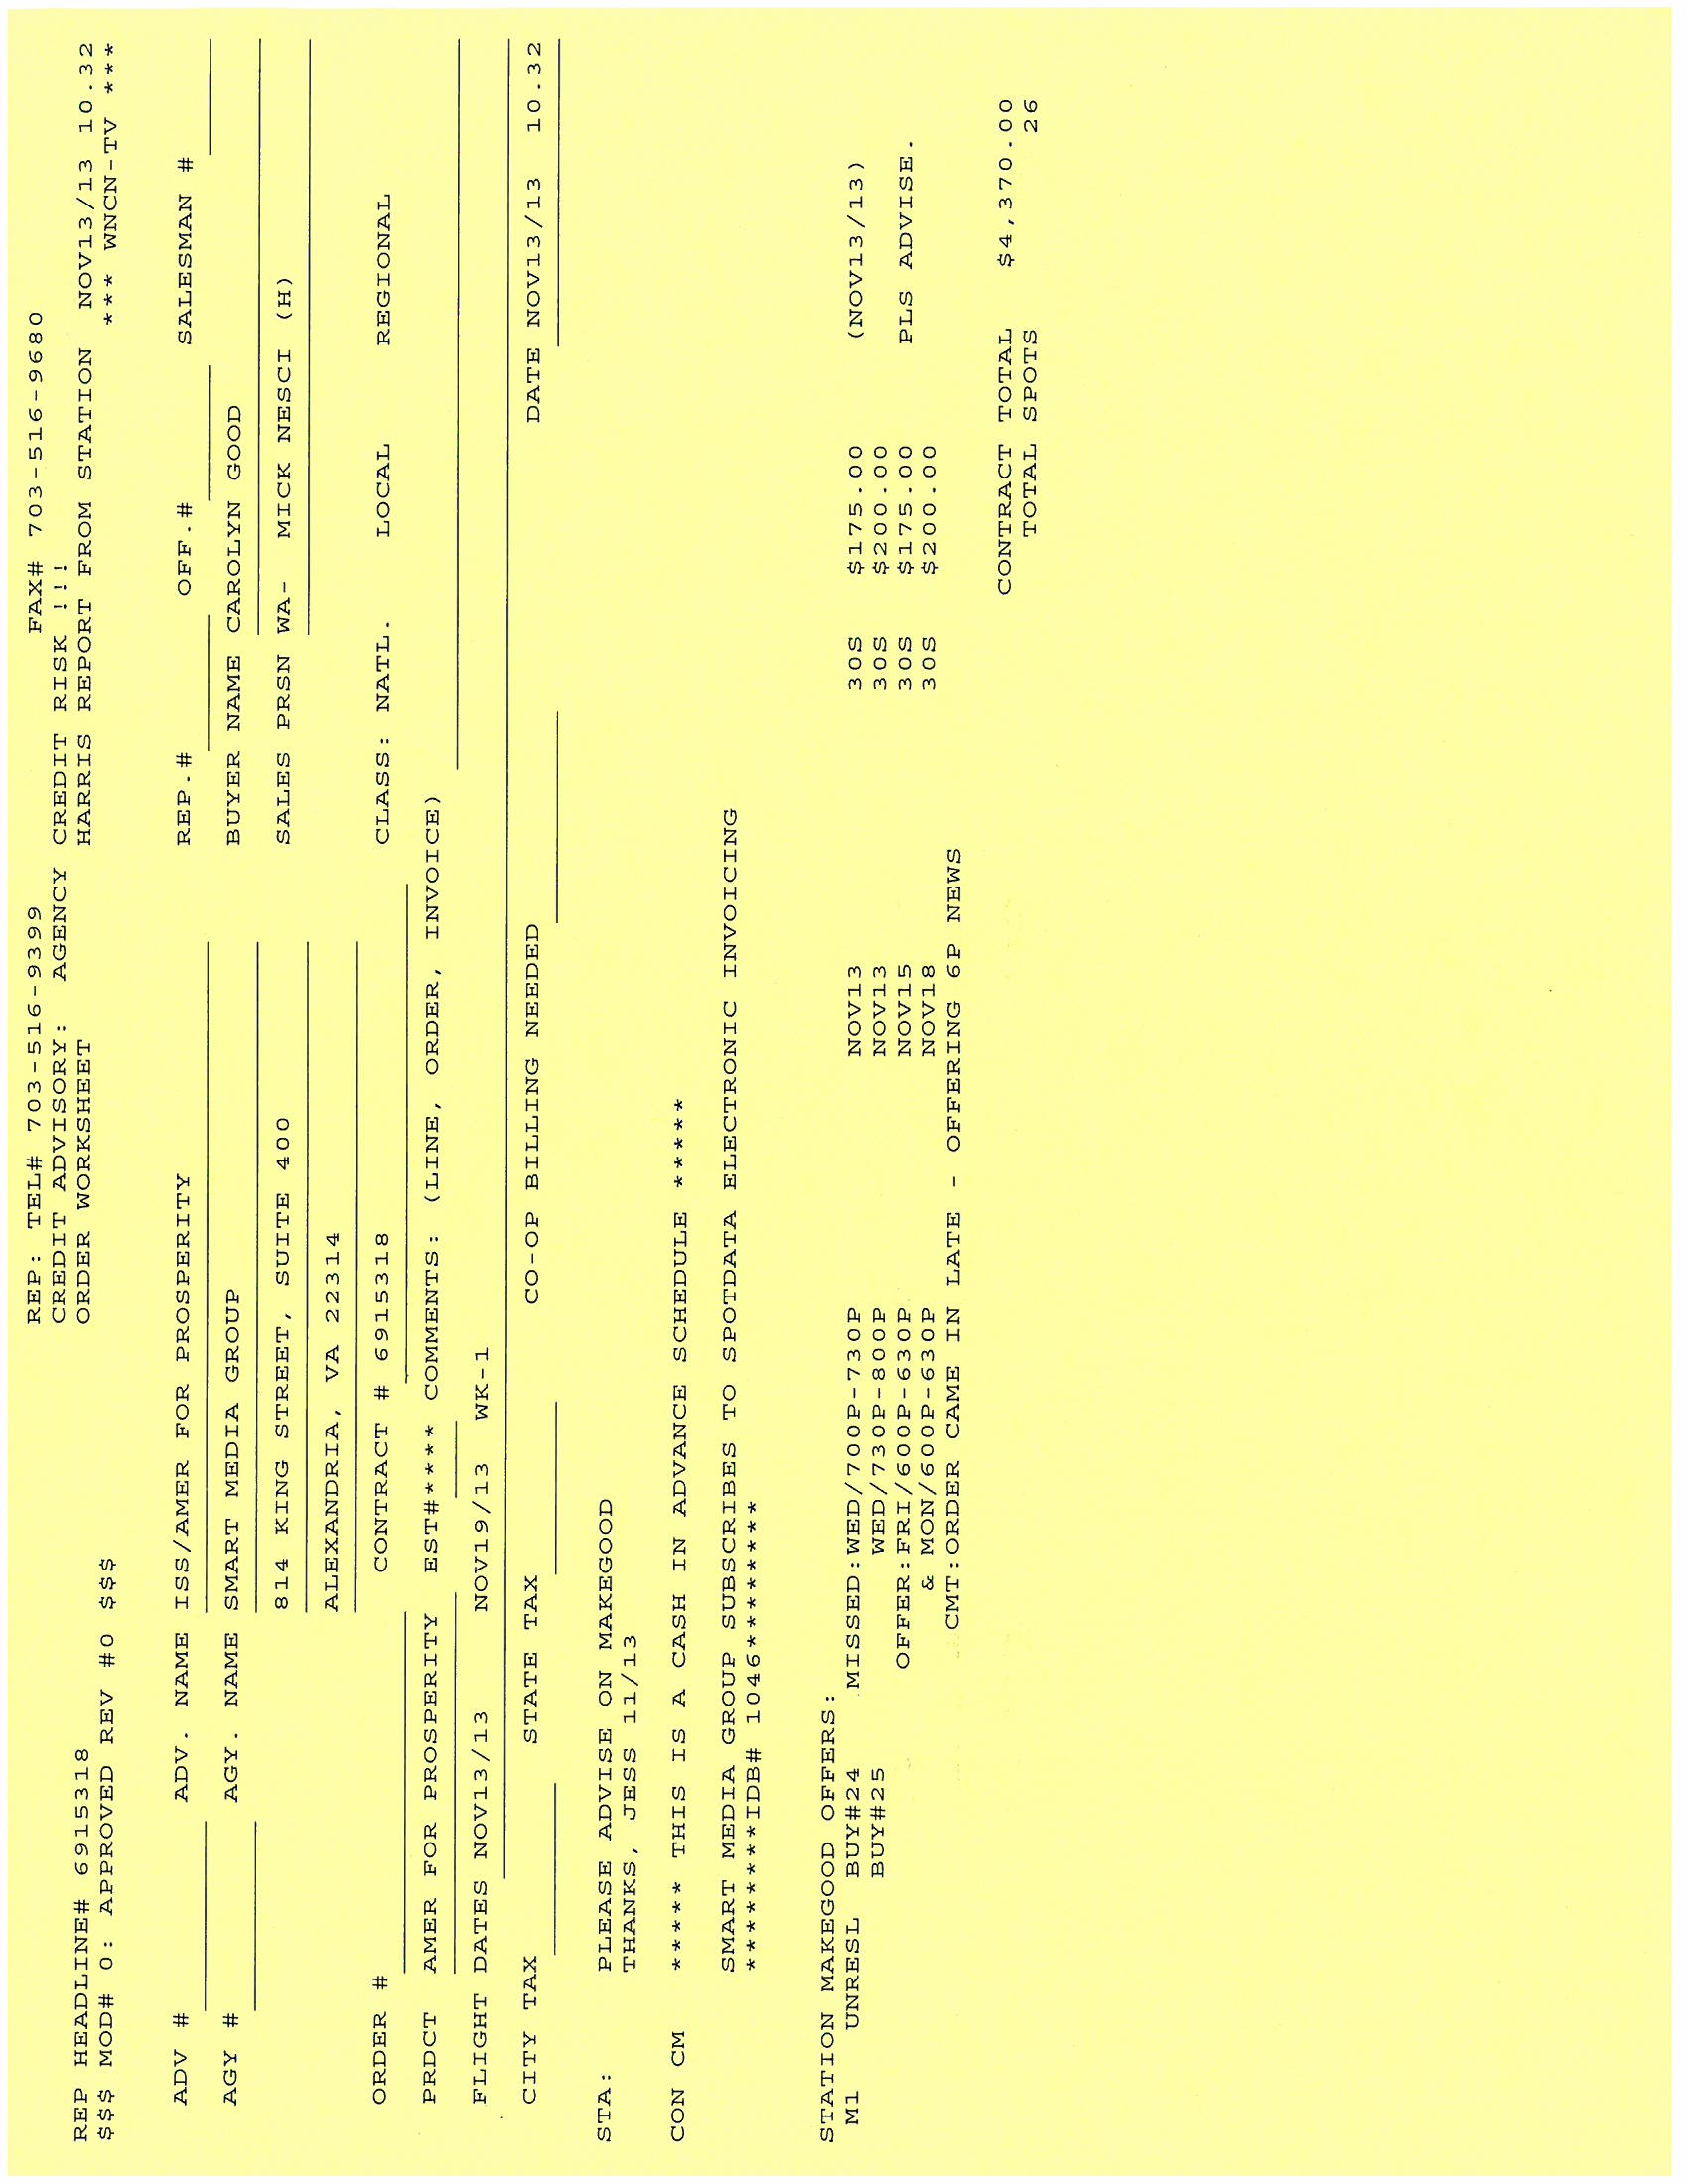 REP: TEL# 703-516-9399 FAX# 703-516-9680
CREDIT ADVISORY: AGENCY CREDIT RISK !!!
REP HEADLINE# 6915318 ORDER WORKSHEET HARRIS REPORT FROM STATION NOV13/13 10.32
$$$ MOD# 0: APPROVED REV #0 $$$ *** WNCN-TV ***
ADV # ADV. NAME ISS/AMER FOR PROSPERITY REP.# OFF.# SALESMAN #
AGY # AGY. NAME SMART MEDIA GROUP BUYER NAME CAROLYN GOOD
814 KING STREET, SUITE 400 SALES PRSN WA- MICK NESCI (H)
ALEXANDRIA, VA 22314
ORDER # CONTRACT # 6915318 CLASS: NATL. LOCAL REGIONAL
PRDCT AMER FOR PROSPERITY EST#**** COMMENTS: (LINE, ORDER, INVOICE)
FLIGHT DATES NOV13/13 NOV19/13 WK-1
CITY TAX STATE TAX CO-OP BILLING NEEDED DATE NOV13/13 10.32
STA: PLEASE ADVISE ON MAKEGOOD
THANKS, JESS 11/13
CON CM ***** THIS IS A CASH IN ADVANCE SCHEDULE *****
SMART MEDIA GROUP SUBSCRIBES TO SPOTDATA ELECTRONIC INVOICING
*********IDB# 1046***********
STATION MAKEGOOD OFFERS:
M1 UNRESL BUY#24 MISSED:WED/700P-730P NOV13 30S $175.00 (NOV13/13)
BUY#25 WED/730P-800P NOV13 30S $200.00
OFFER:FRI/600P-630P NOV15 30S $175.00 PLS ADVISE.
& MON/600P-630P NOV18 30S $200.00
CMT:ORDER CAME IN LATE - OFFERING 6P NEWS
CONTRACT TOTAL $4,370.00
TOTAL SPOTS 26